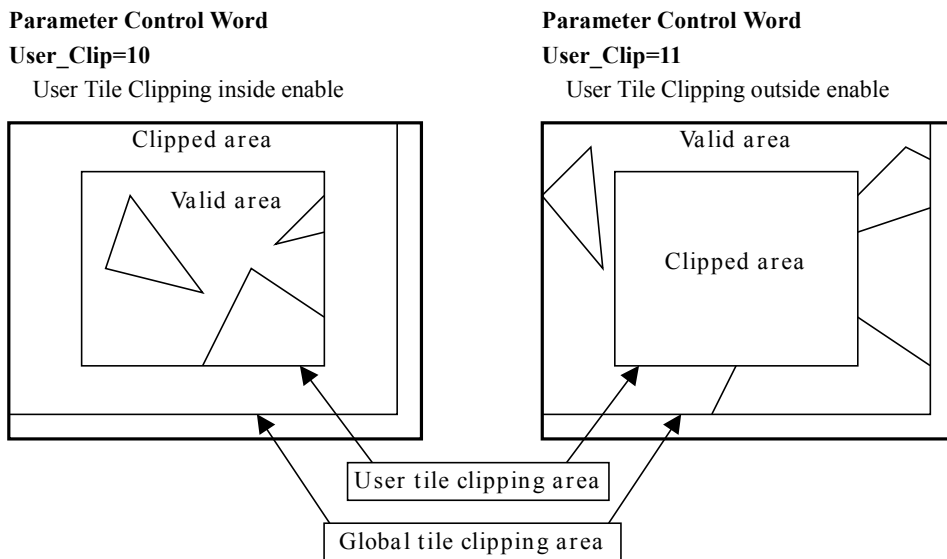 Parameter Control Word
User_Clip=10
User Tile Clipping inside enable
Clipped area
Valid area
Parameter Control Word
User_Clip=11
User Tile Clipping outside enable
Valid area
Clipped area
User tile clipping area
Global tile clipping area